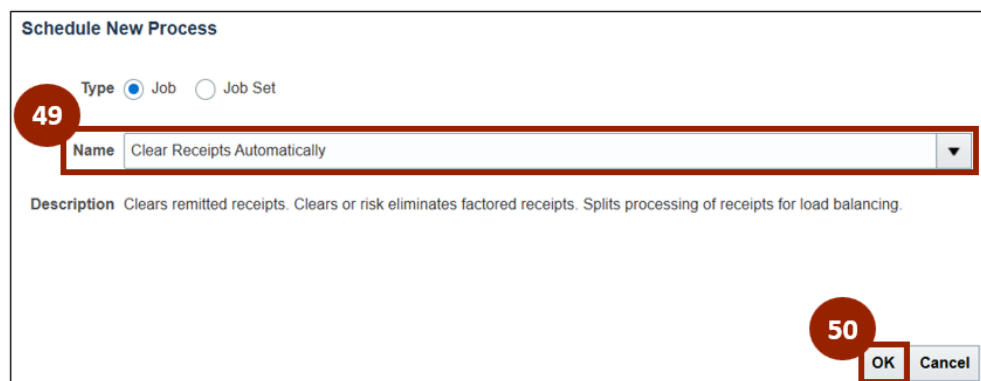 Schedule New Process
Type Job Job Set
49
Name Clear Receipts Automatically
Description Clears remitted receipts. Clears or risk eliminates factored receipts. Splits processing of receipts for load balancing.
50
OK Cancel